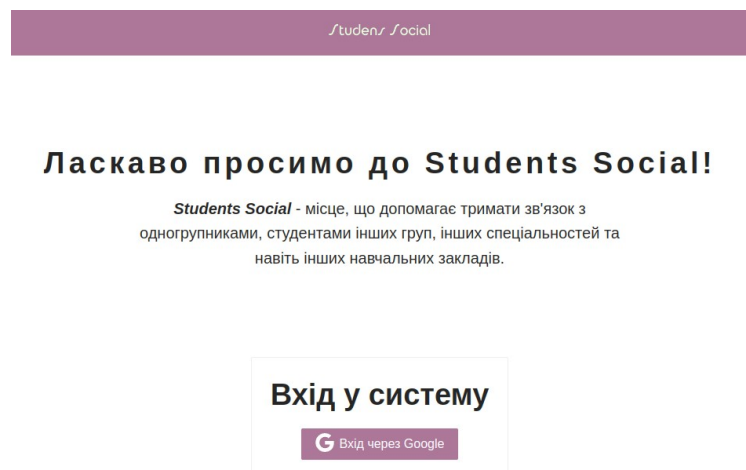 Studens Social
Ласкаво просимо до Students Social!
Students Social - місце, що допомагає тримати зв'язок з
одногрупниками, студентами інших груп, інших спеціальностей та
навіть інших навчальних закладів.
Вхід у систему
Вхід через Google